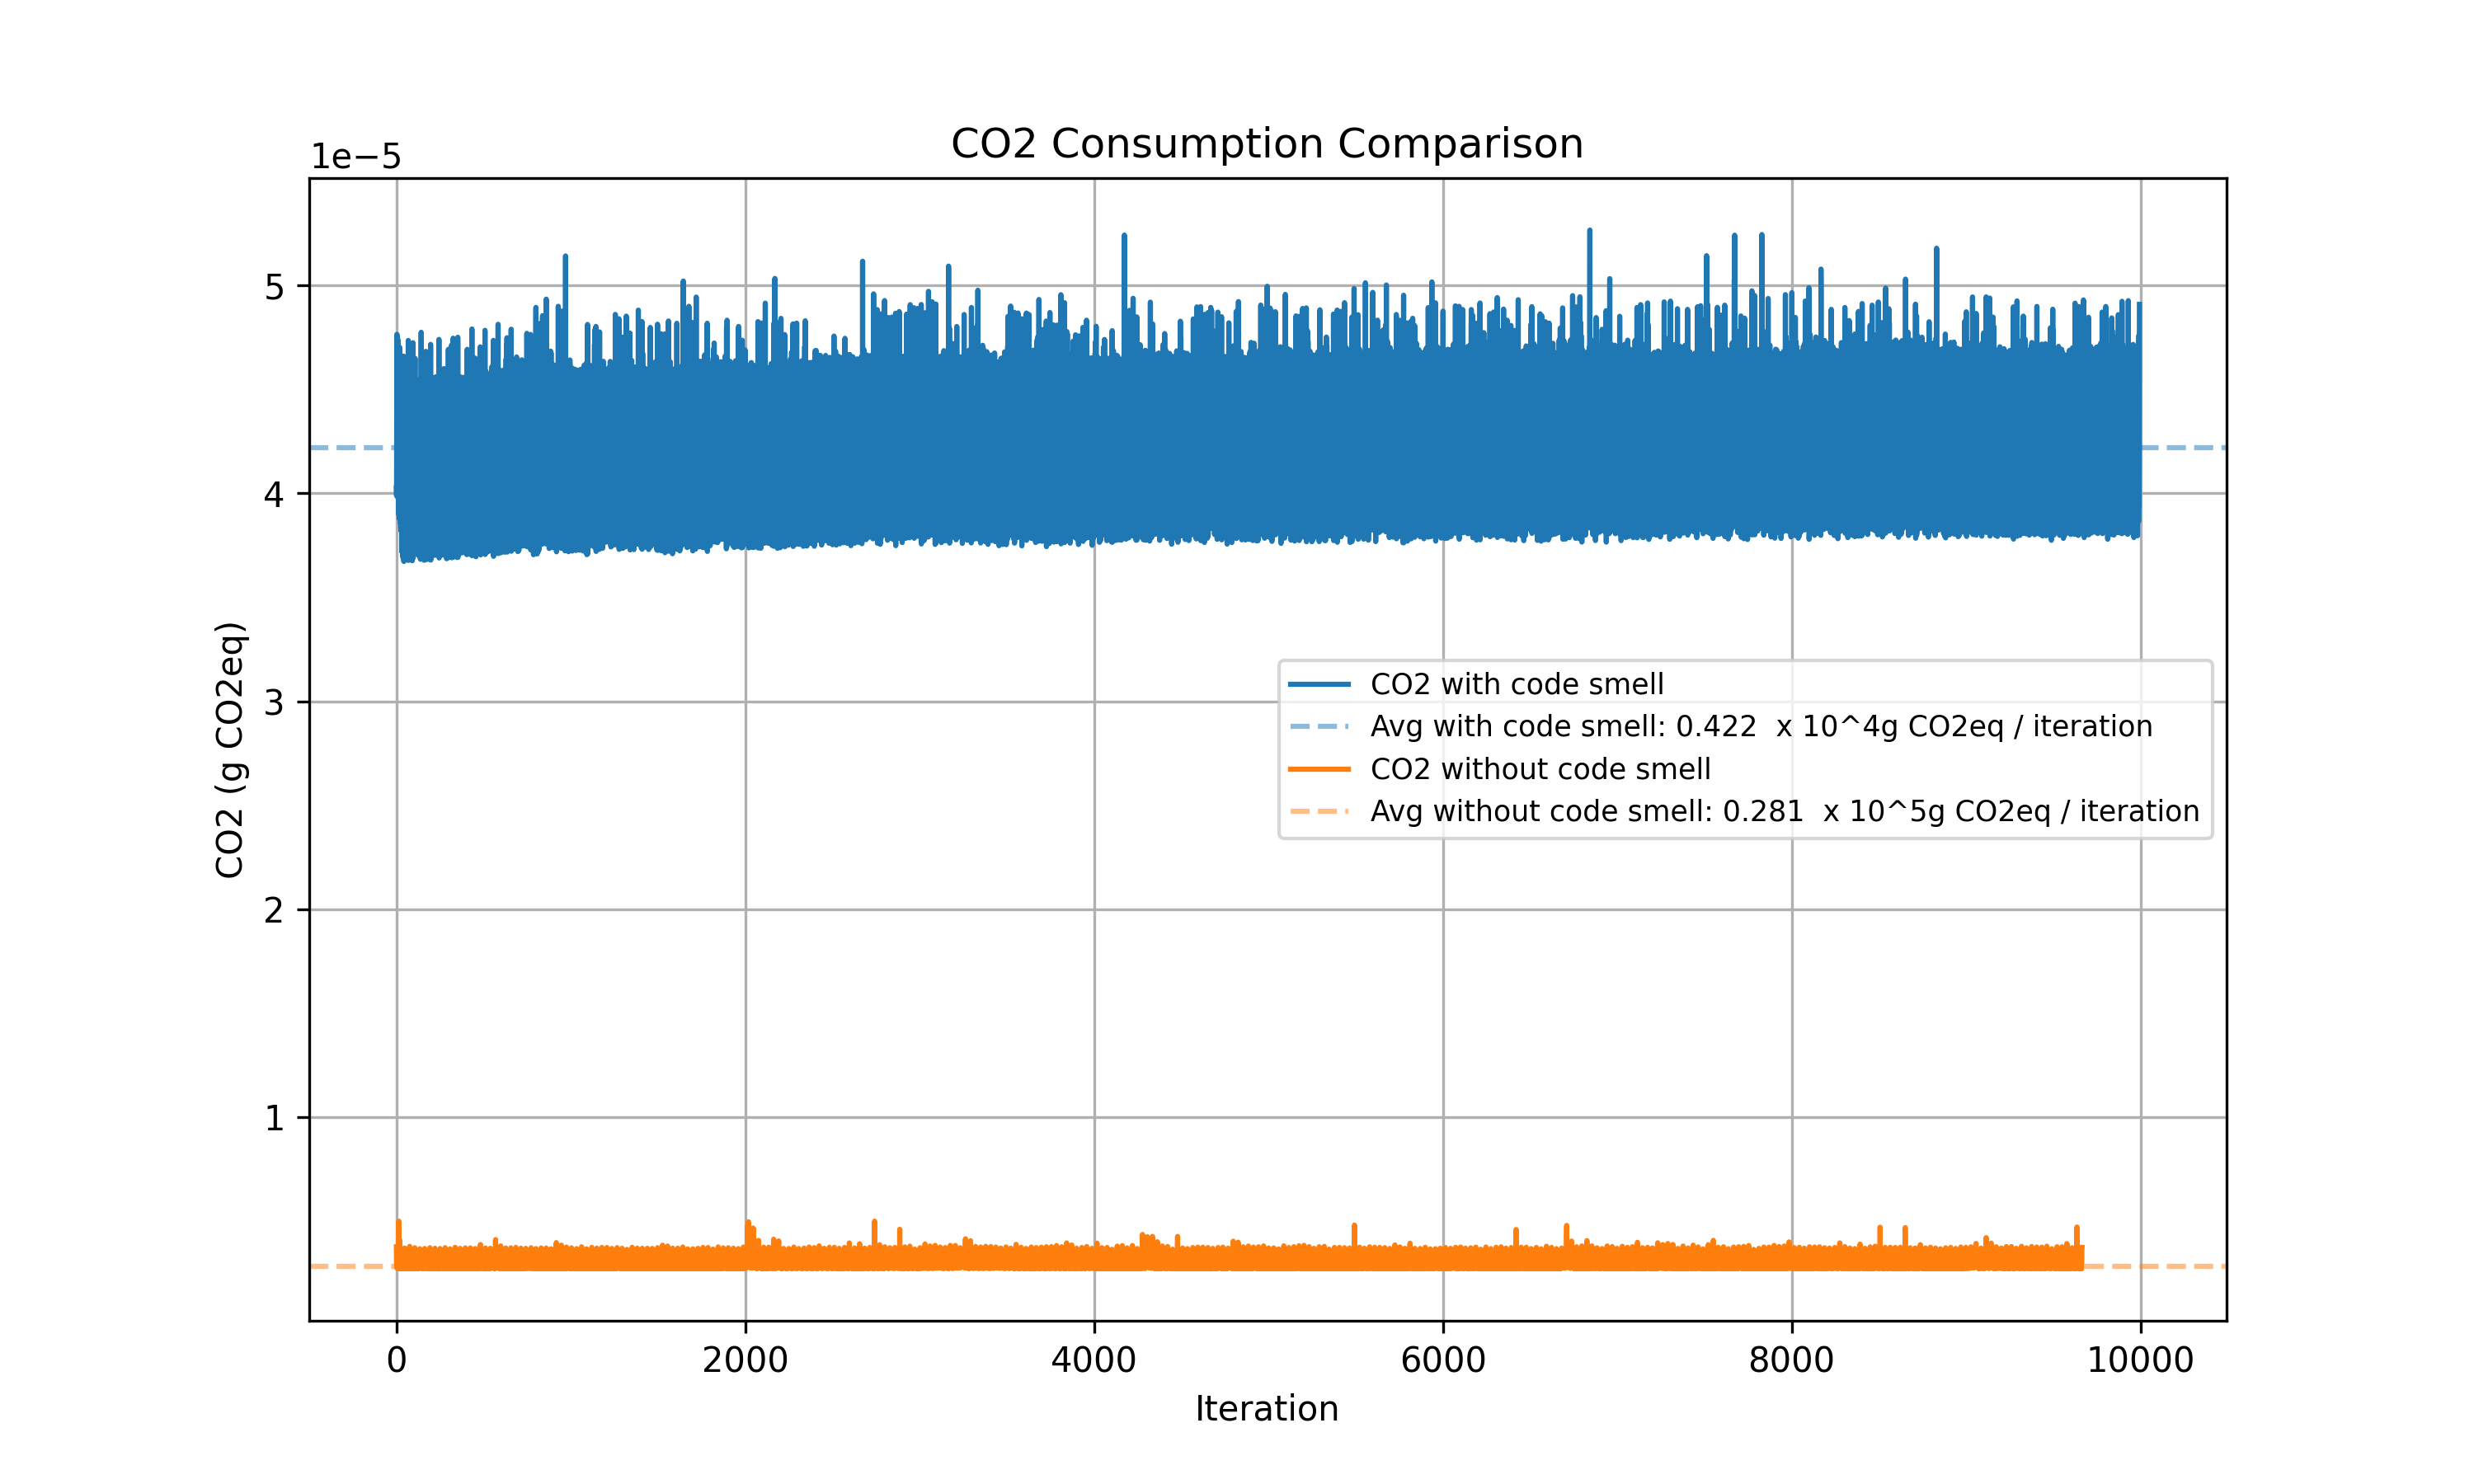 CO2 Consumption Comparison
1e−5
5
4
3
2
1
CO2 (g CO2eq)
CO2 with code smell
Avg with code smell: 0.422  x 10^4g CO2eq / iteration
CO2 without code smell
Avg without code smell: 0.281  x 10^5g CO2eq / iteration
0 2000 4000 6000 8000 10000
Iteration